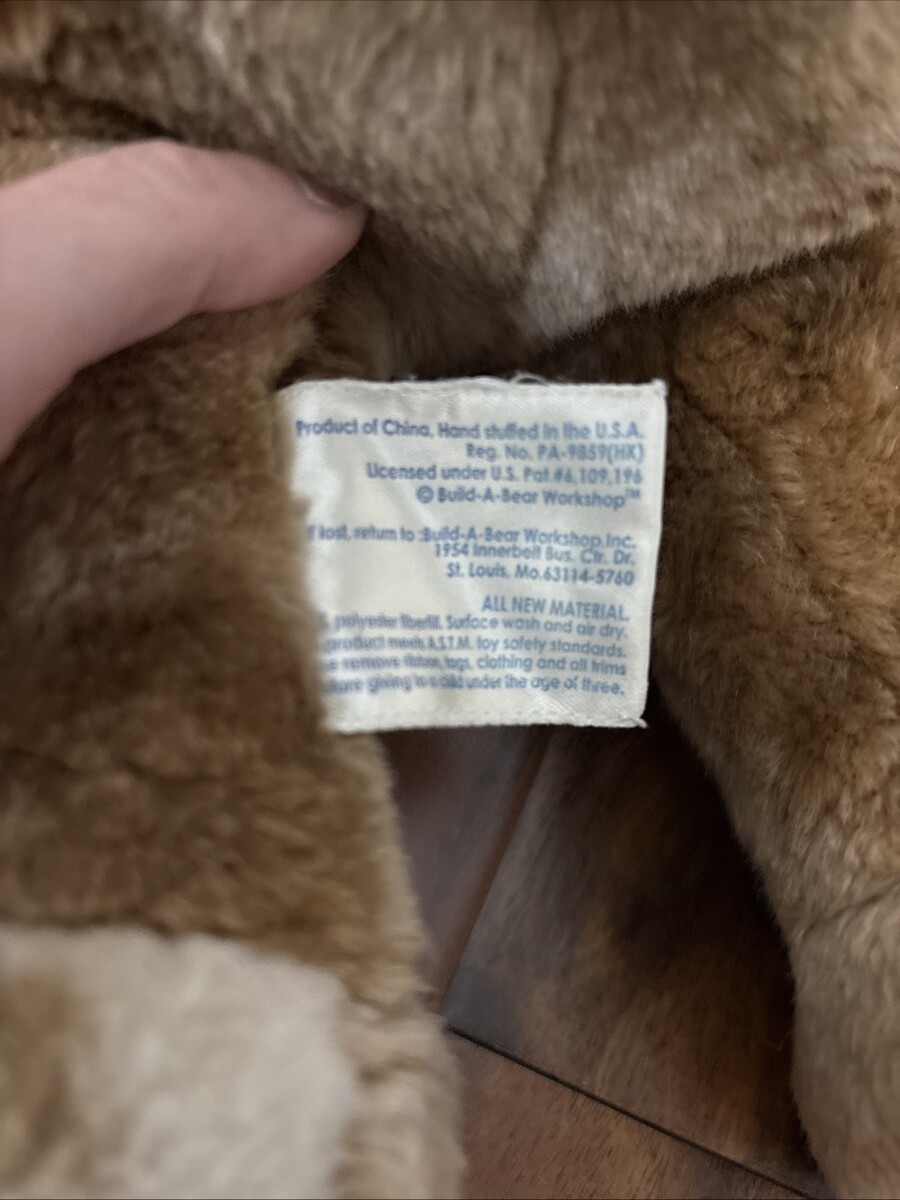 Product of China, Hand stuffed in the U.S.A.
Reg. No. PA-9859(HK)
Licensed under U.S. Pat.#6,109,196
© Build-A-Bear Workshop™
If lost, return to :Build-A-Bear Workshop,Inc.
1954 Innerbelt Bus. Ctr. Dr.
St. Louis, Mo.63114-5760
ALL NEW MATERIAL.
polyester fiberfill. Surface wash and air dry.
product meets A.S.T.M. toy safety standards.
remove ribbon, tags, clothing and all trims
giving to a child under the age of three.